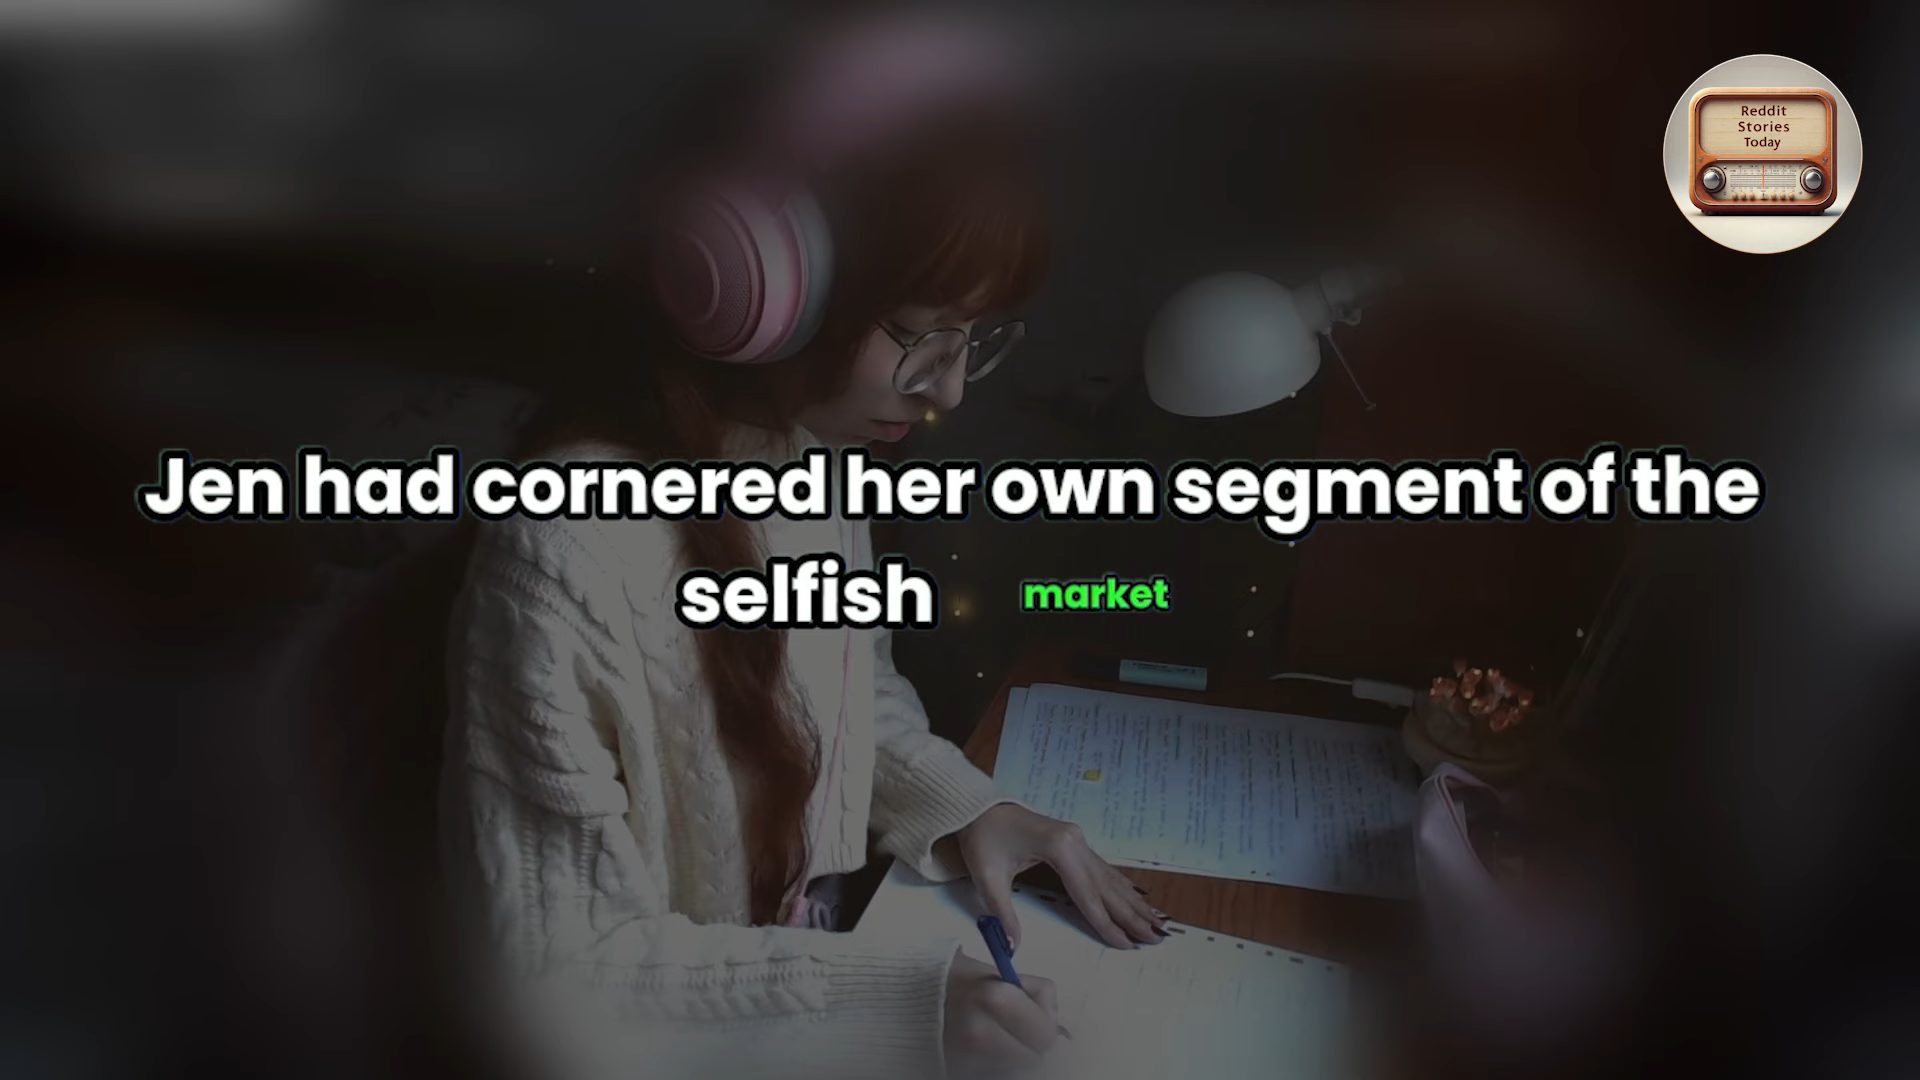 Reddit
Stories
Today
Jen had cornered her own segment of the
selfish market